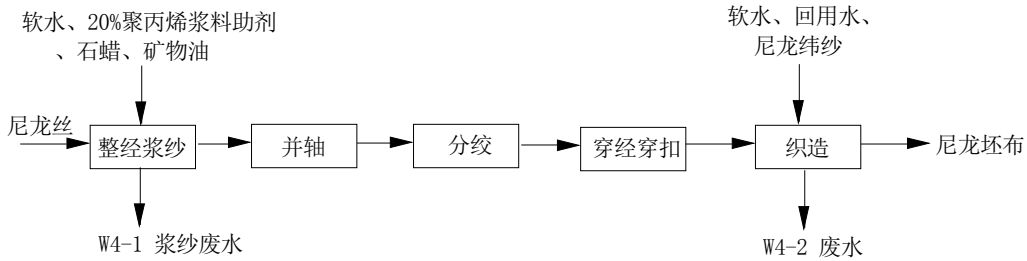 软水、20%聚丙烯浆料助剂
、石蜡、矿物油
软水、回用水、
尼龙纬纱
尼龙丝
整经浆纱
并轴
分绞
穿经穿扣
织造
尼龙坯布
W4-1 浆纱废水
W4-2 废水